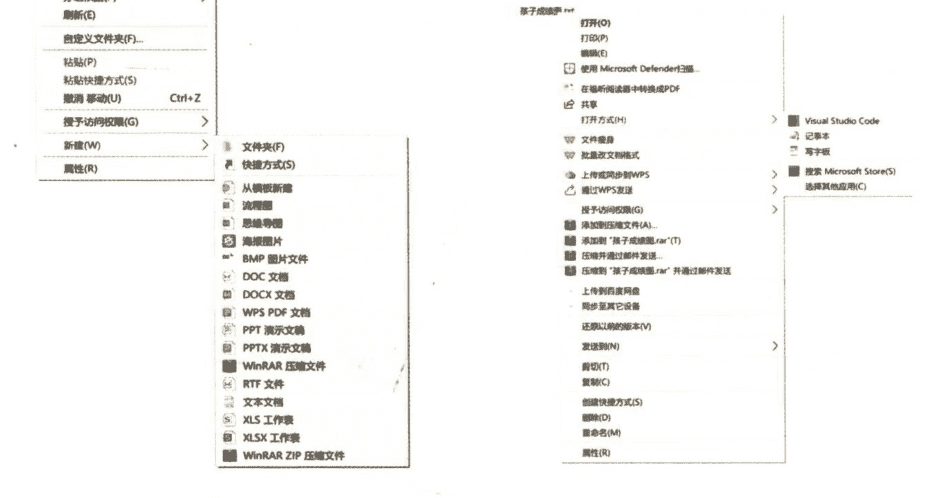 刷新(E)
自定义文件夹(F)...
粘贴(P)
粘贴快捷方式(S)
撤消 移动(U) Ctrl+Z
授予访问权限(G)
新建(W)
属性(R)
文件夹(F)
快捷方式(S)
从模板新建
流程图
思维导图
海报图片
BMP 图片文件
DOC 文档
DOCX 文档
WPS PDF 文档
PPT 演示文稿
PPTX 演示文稿
WinRAR 压缩文件
RTF 文件
文本文档
XLS 工作表
XLSX 工作表
WinRAR ZIP 压缩文件
孩子成绩图.txt
打开(O)
打印(P)
编辑(E)
使用 Microsoft Defender扫描...
在福昕阅读器中转换成PDF
共享
打开方式(H)
文件瘦身
批量改文档格式
上传或同步到WPS
通过WPS发送
授予访问权限(G)
添加到压缩文件(A)...
添加到 "孩子成绩图.rar"(T)
压缩并通过邮件发送...
压缩到 "孩子成绩图.rar" 并通过邮件发送
上传到百度网盘
同步至其它设备
还原以前的版本(V)
发送到(N)
剪切(T)
复制(C)
创建快捷方式(S)
删除(D)
重命名(M)
属性(R)
Visual Studio Code
记事本
写字板
搜索 Microsoft Store(S)
选择其他应用(C)